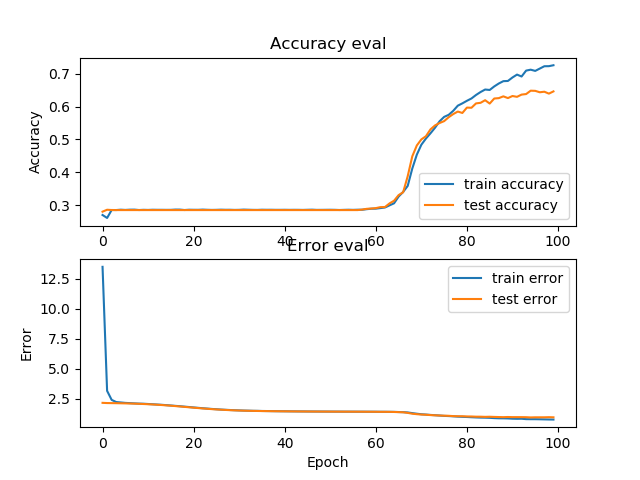 Accuracy eval
0.7
0.6
0.5
0.4
0.3
Accuracy
train accuracy
test accuracy
0 20 40 60 80 100
Error eval
12.5
10.0
7.5
5.0
2.5
Error
train error
test error
0 20 40 60 80 100
Epoch